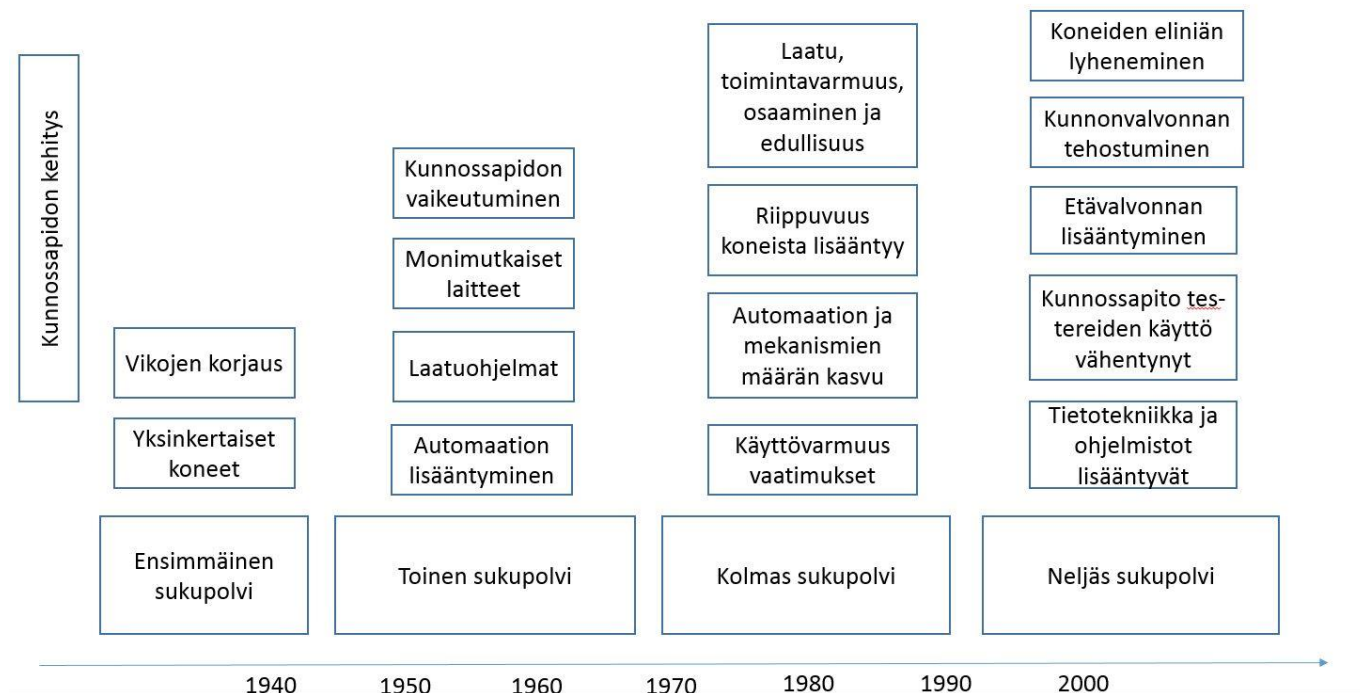 Kunnossapidon kehitys
Vikojen korjaus
Yksinkertaiset
koneet
Ensimmäinen
sukupolvi
Kunnossapidon
vaikeutuminen
Monimutkaiset
laitteet
Laatuohjelmat
Automaation
lisääntyminen
Toinen sukupolvi
Laatu,
toimintavarmuus,
osaaminen ja
edullisuus
Riippuvuus
koneista lisääntyy
Automaation ja
mekanismien
määrän kasvu
Käyttövarmuus
vaatimukset
Kolmas sukupolvi
Koneiden eliniän
lyheneminen
Kunnonvalvonnan
tehostuminen
Etävalvonnan
lisääntyminen
Kunnossapito tes-
tereiden käyttö
vähentynyt
Tietotekniikka ja
ohjelmistot
lisääntyvät
Neljäs sukupolvi
1940 1950 1960 1970 1980 1990 2000